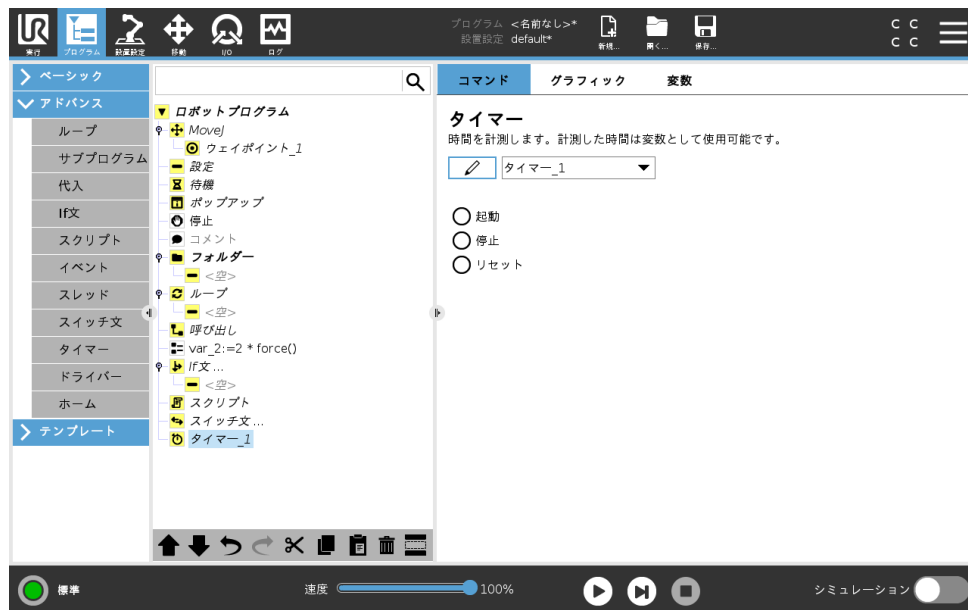 UR
実行
プログラム
設置設定
移動
I/O
ログ
プログラム <名前なし>*
設置設定 default*
新規...
開く...
保存...
C C
C C
ベーシック
アドバンス
ループ
サブプログラム
代入
If文
スクリプト
イベント
スレッド
スイッチ文
タイマー
ドライバー
ホーム
テンプレート
ロボットプログラム
MoveJ
ウェイポイント_1
設定
待機
ポップアップ
停止
コメント
フォルダー
<空>
ループ
<空>
呼び出し
var_2:=2 * force()
If文 ...
<空>
スクリプト
スイッチ文 ...
タイマー_1
コマンド グラフィック 変数
タイマー
時間を計測します。計測した時間は変数として使用可能です。
タイマー_1
起動
停止
リセット
標準
速度 100%
シミュレーション